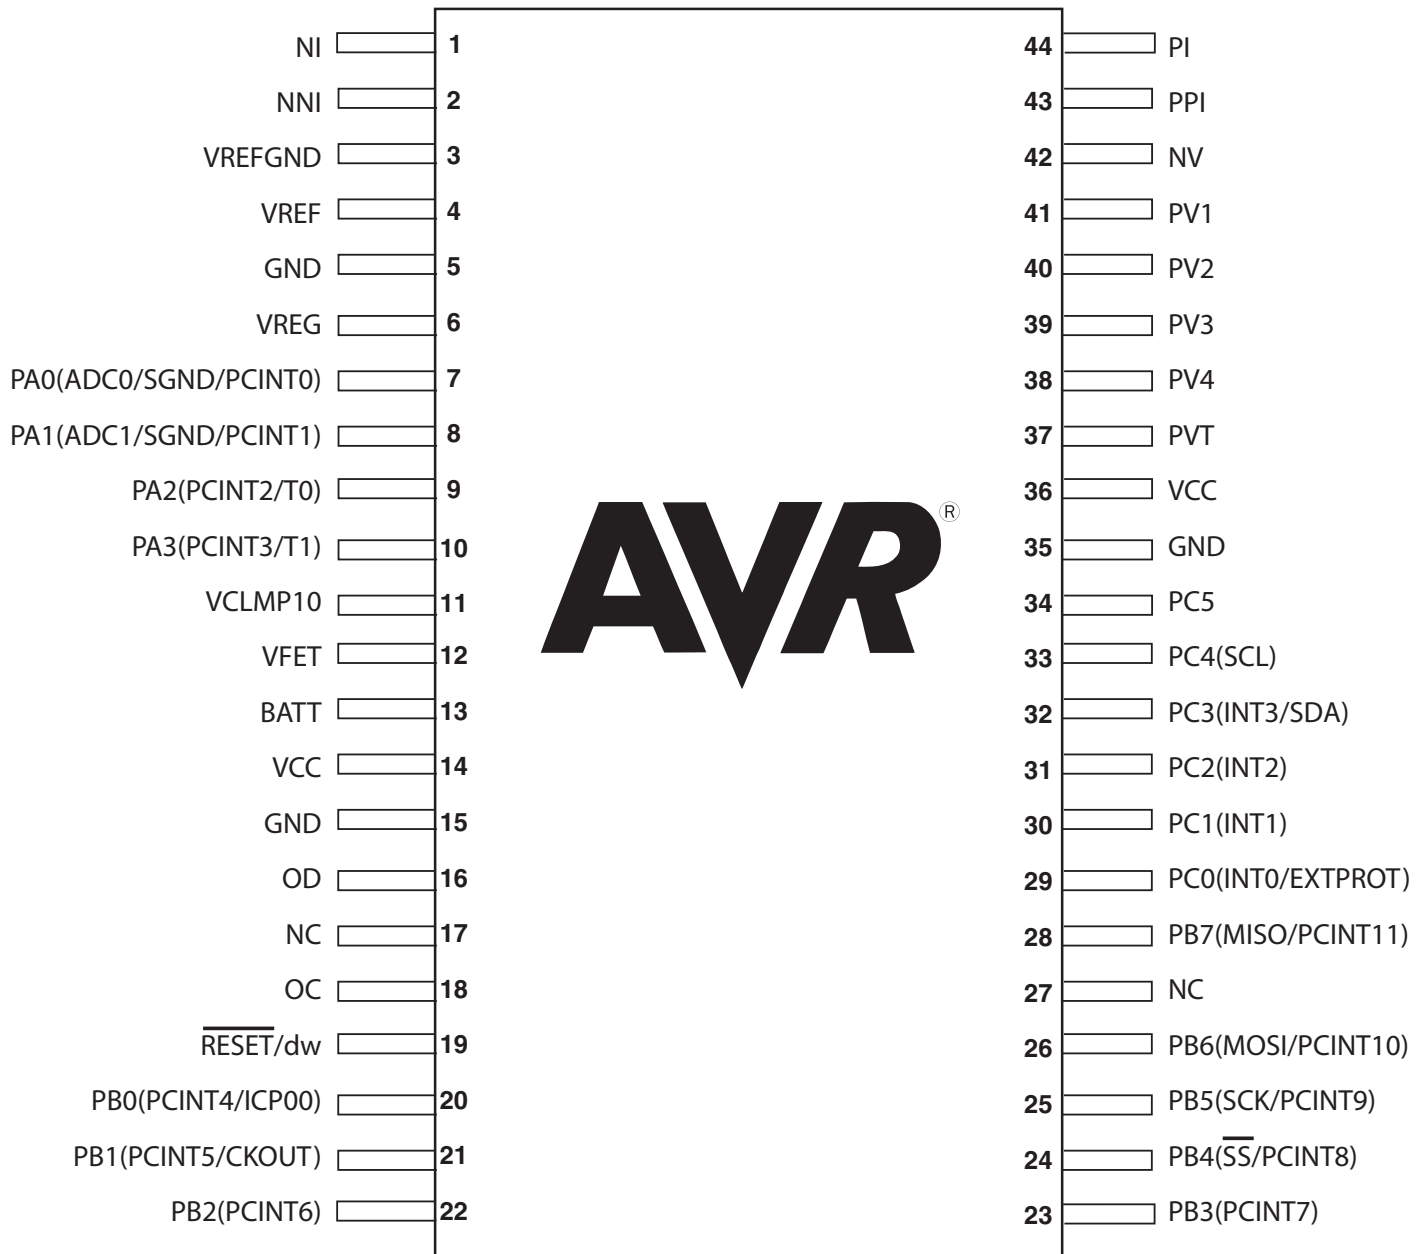 NI 1 44 PI
NNI 2 43 PPI
VREFGND 3 42 NV
VREF 4 41 PV1
GND 5 40 PV2
VREG 6 39 PV3
PA0(ADC0/SGND/PCINT0) 7 38 PV4
PA1(ADC1/SGND/PCINT1) 8 37 PVT
PA2(PCINT2/T0) 9 36 VCC
PA3(PCINT3/T1) 10 35 GND
VCLMP10 11 34 PC5
VFET 12 33 PC4(SCL)
BATT 13 32 PC3(INT3/SDA)
VCC 14 31 PC2(INT2)
GND 15 30 PC1(INT1)
OD 16 29 PC0(INT0/EXTPROT)
NC 17 28 PB7(MISO/PCINT11)
OC 18 27 NC
R̅E̅S̅E̅T̅/dw 19 26 PB6(MOSI/PCINT10)
PB0(PCINT4/ICP00) 20 25 PB5(SCK/PCINT9)
PB1(PCINT5/CKOUT) 21 24 PB4(S̅S̅/PCINT8)
PB2(PCINT6) 22 23 PB3(PCINT7)
AVR®